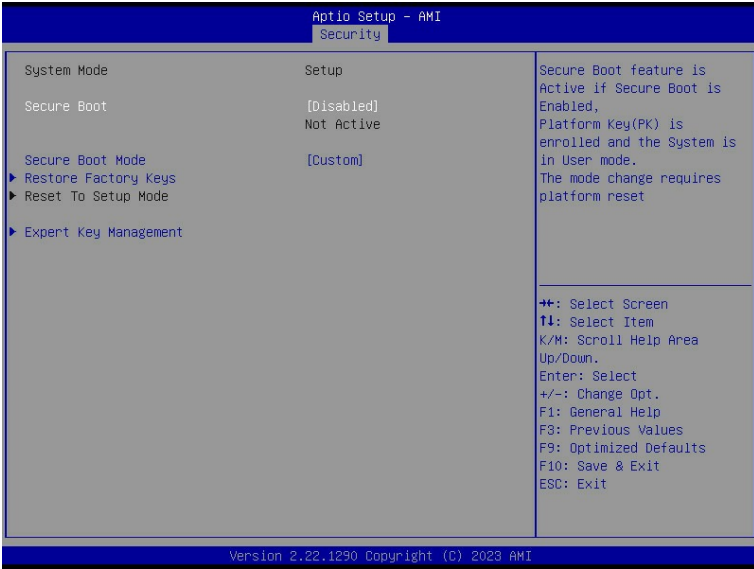 Aptio Setup – AMI
Security
System Mode Setup
Secure Boot [Disabled]
Not Active
Secure Boot Mode [Custom]
Restore Factory Keys
Reset To Setup Mode
Expert Key Management
Secure Boot feature is
Active if Secure Boot is
Enabled,
Platform Key(PK) is
enrolled and the System is
in User mode.
The mode change requires
platform reset
→←: Select Screen
↑↓: Select Item
K/M: Scroll Help Area
Up/Down.
Enter: Select
+/-: Change Opt.
F1: General Help
F3: Previous Values
F9: Optimized Defaults
F10: Save & Exit
ESC: Exit
Version 2.22.1290 Copyright (C) 2023 AMI